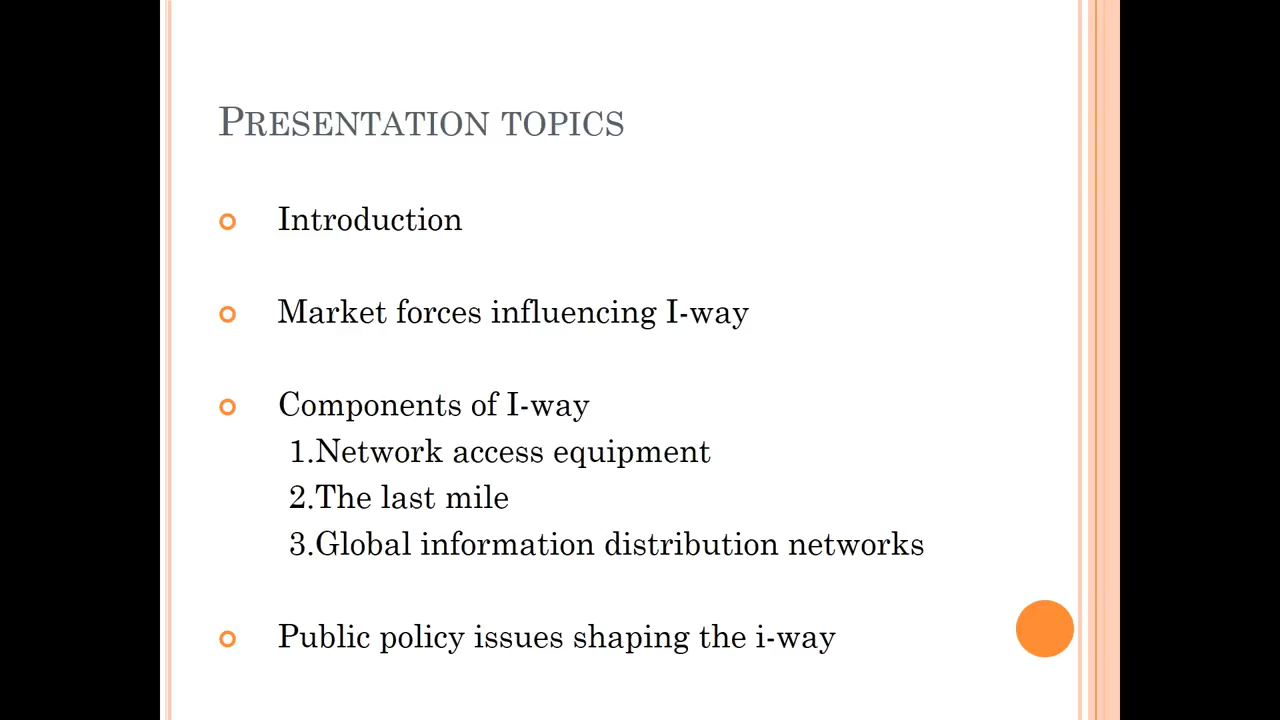 PRESENTATION TOPICS
Introduction
Market forces influencing I-way
Components of I-way
1.Network access equipment
2.The last mile
3.Global information distribution networks
Public policy issues shaping the i-way